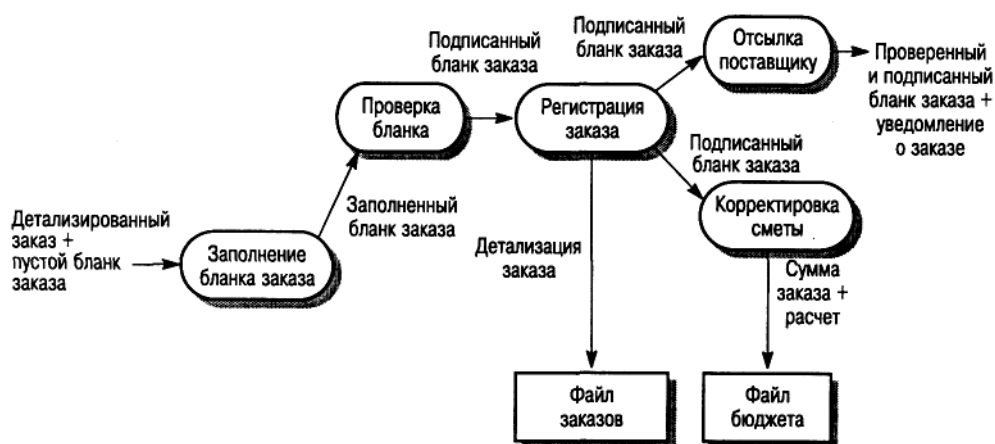 Детализированный
заказ +
пустой бланк
заказа
Заполнение
бланка заказа
Заполненный
бланк заказа
Проверка
бланка
Подписанный
бланк заказа
Регистрация
заказа
Подписанный
бланк заказа
Отсылка
поставщику
Проверенный
и подписанный
бланк заказа +
уведомление
о заказе
Подписанный
бланк заказа
Корректировка
сметы
Детализация
заказа
Сумма
заказа +
расчет
Файл
заказов
Файл
бюджета